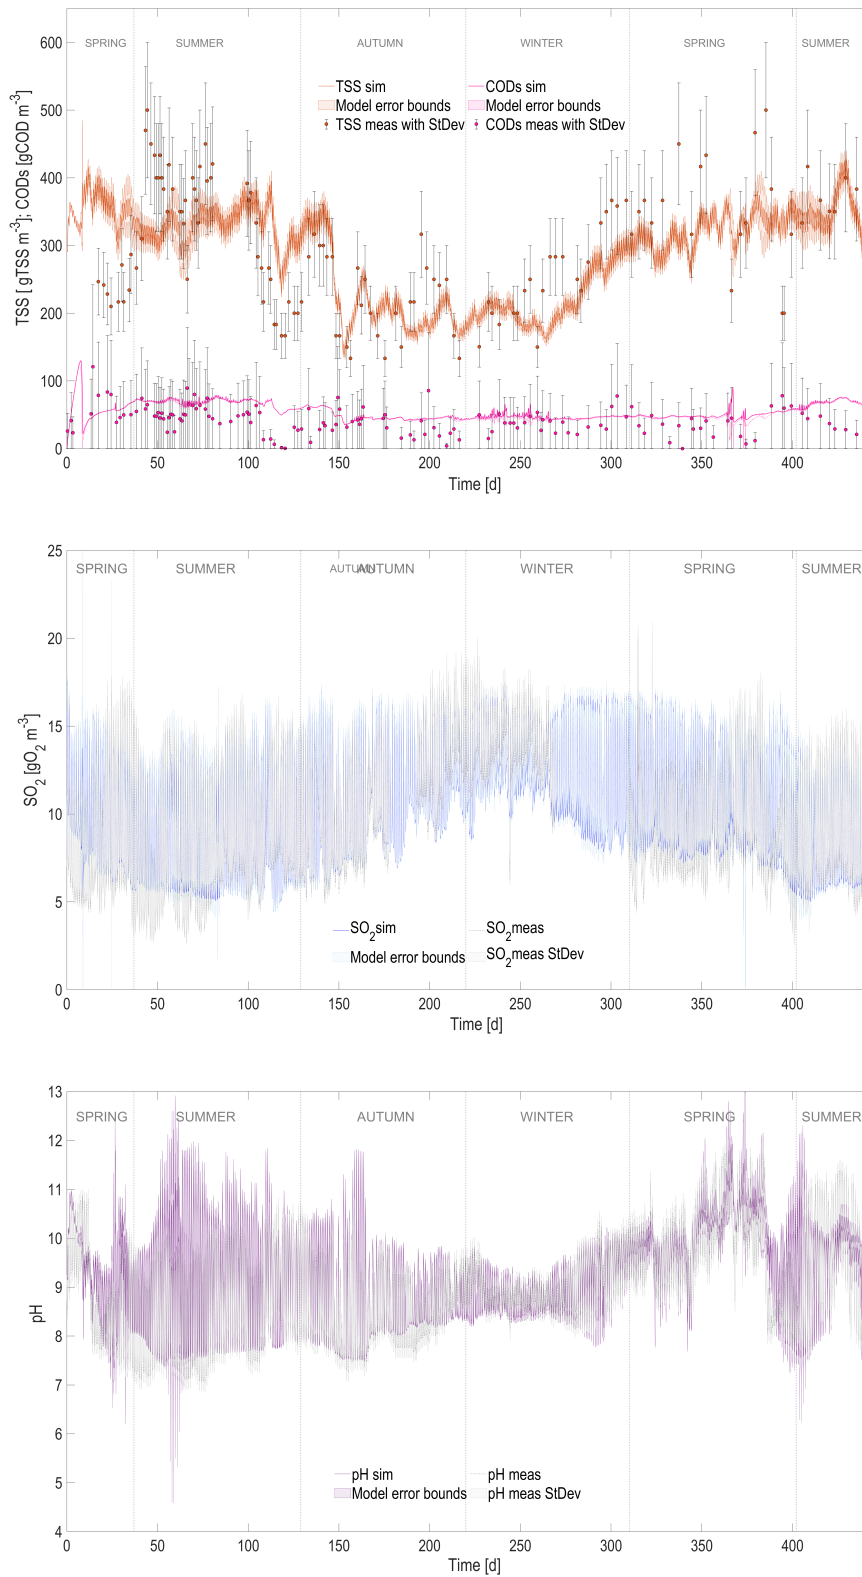 600
SPRING SUMMER AUTUMN WINTER SPRING SUMMER
TSS sim CODs sim
Model error bounds Model error bounds
TSS meas with StDev CODs meas with StDev
500
400
300
200
100
0
TSS [ gTSS m⁻³]; CODs [gCOD m⁻³]
0 50 100 150 200 250 300 350 400
Time [d]
25
SPRING SUMMER AUTUMN AUTUMN WINTER SPRING SUMMER
20
15
10
5
0
SO₂ [gO₂ m⁻³]
SO₂sim SO₂meas
Model error bounds SO₂meas StDev
0 50 100 150 200 250 300 350 400
Time [d]
13
SPRING SUMMER AUTUMN WINTER SPRING SUMMER
12
11
10
9
8
7
6
5
4
pH
pH sim pH meas
Model error bounds pH meas StDev
0 50 100 150 200 250 300 350 400
Time [d]